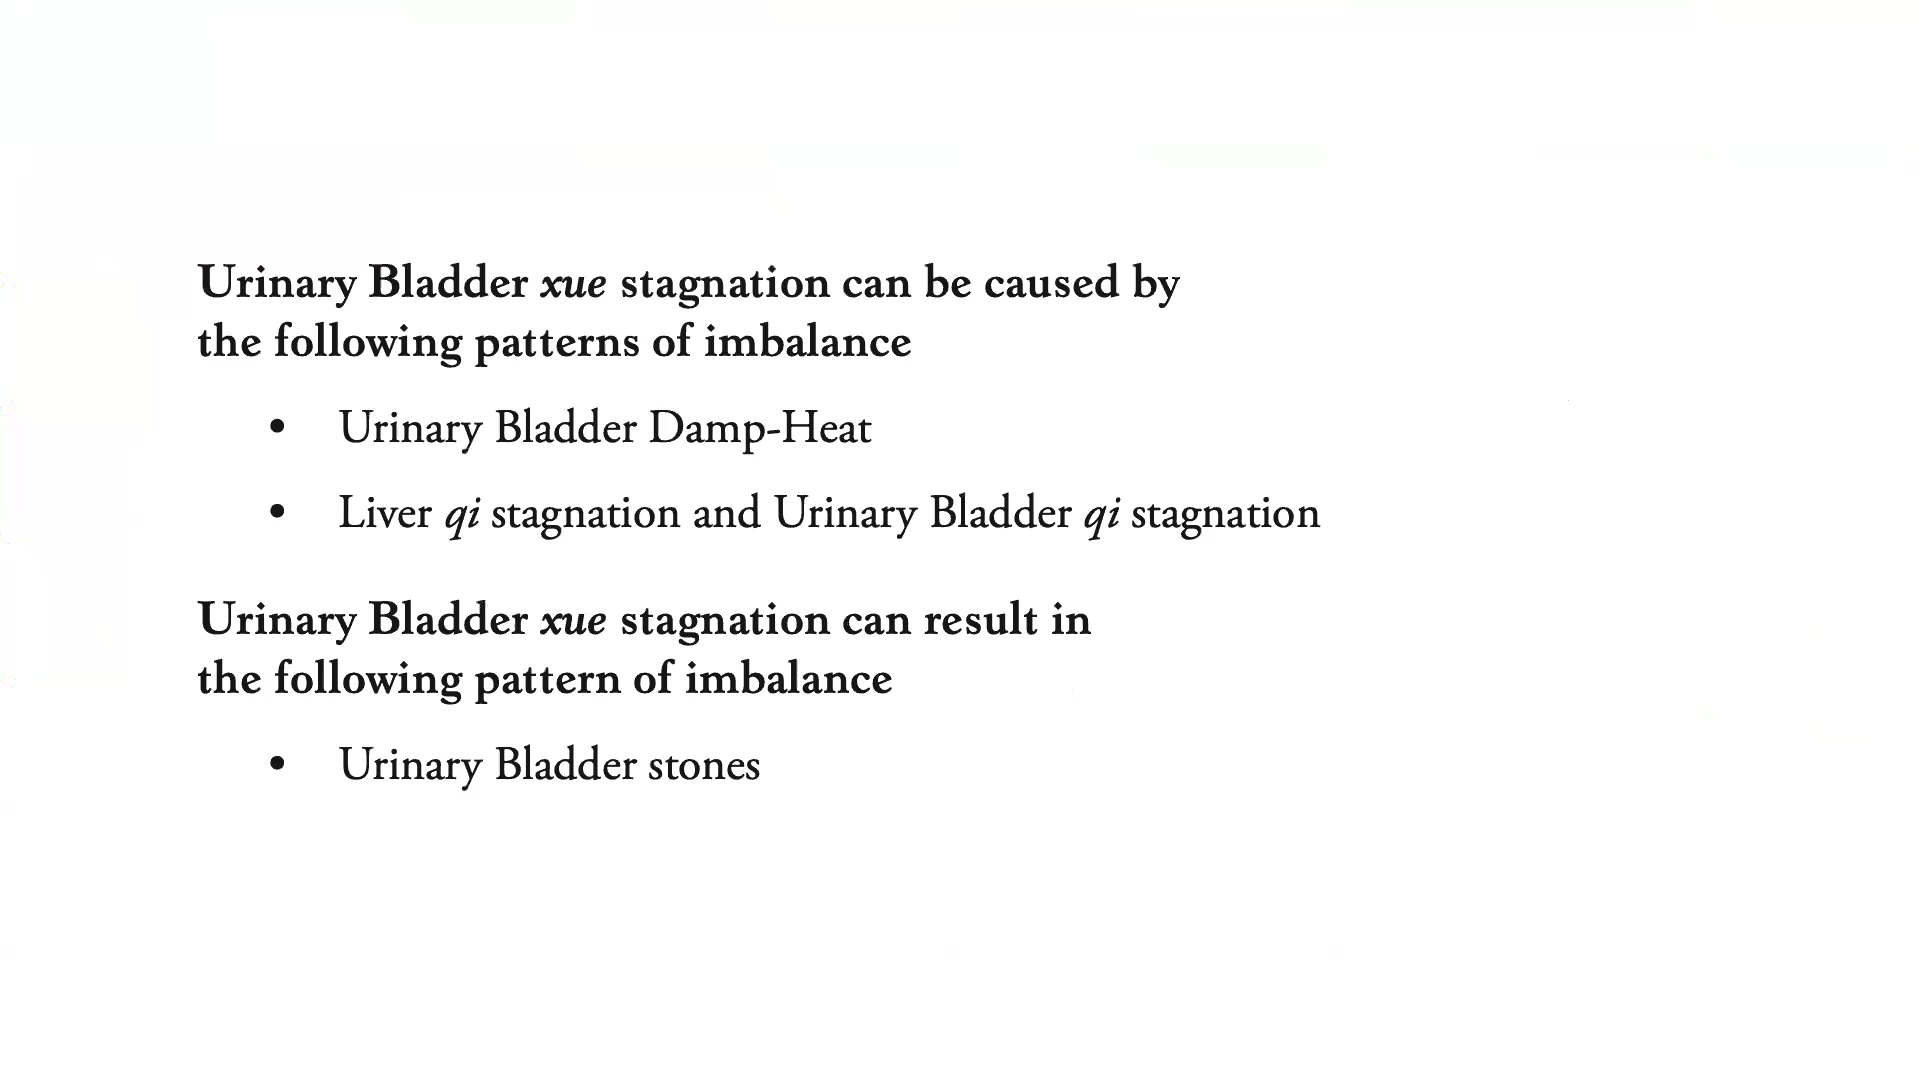 Urinary Bladder xue stagnation can be caused by
the following patterns of imbalance
• Urinary Bladder Damp-Heat
• Liver qi stagnation and Urinary Bladder qi stagnation
Urinary Bladder xue stagnation can result in
the following pattern of imbalance
• Urinary Bladder stones